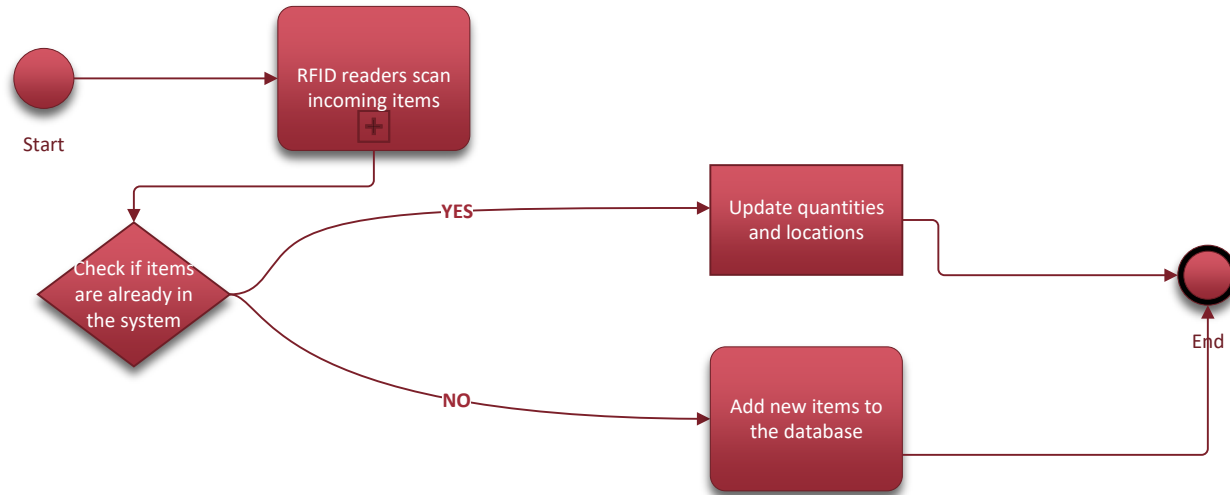 RFID readers scan
incoming items
Start
YES
Update quantities
and locations
Check if items
are already in
the system
End
NO
Add new items to
the database